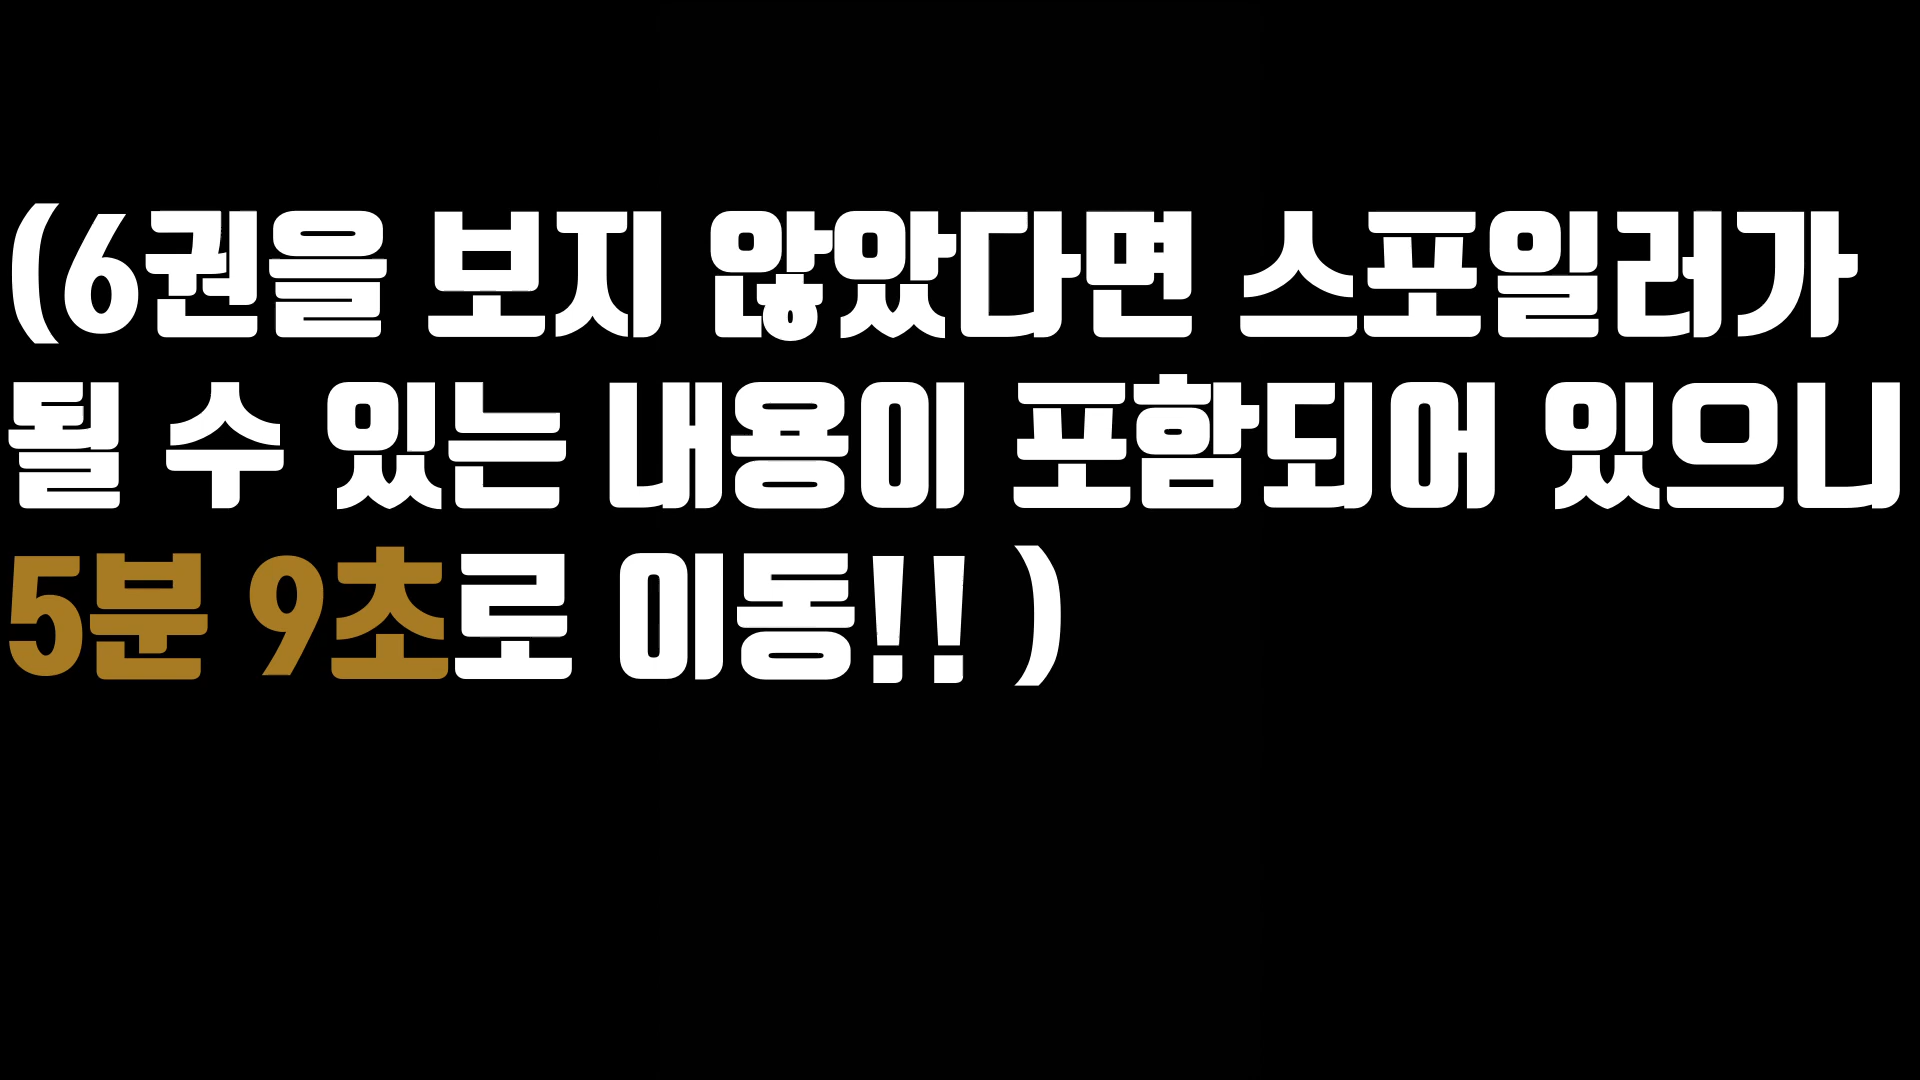 (6권을 보지 않았다면 스포일러가
될 수 있는 내용이 포함되어 있으니
5분 9초로 이동!! )